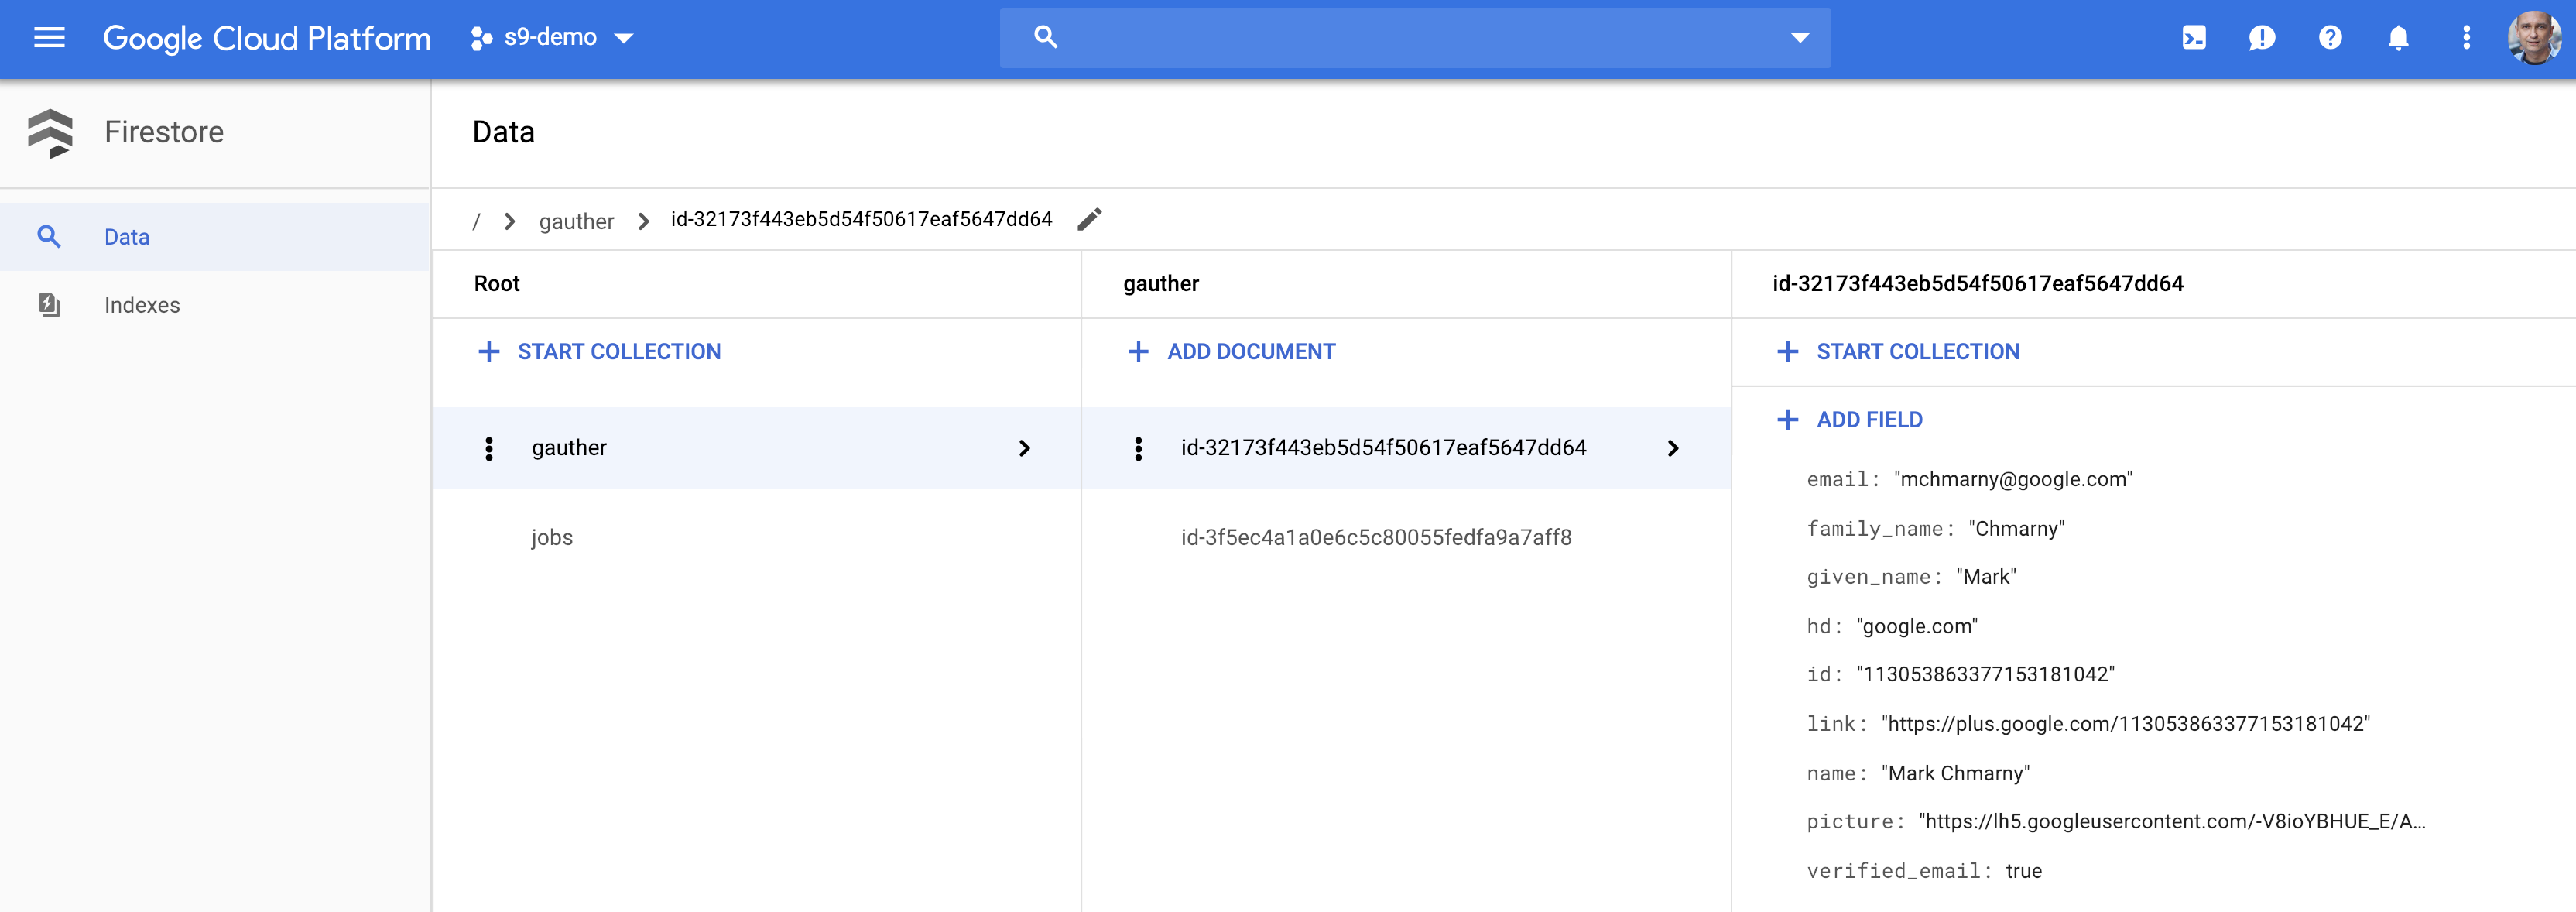 Google Cloud Platform
s9-demo
Firestore
Data
Indexes
Data
/ gauther id-32173f443eb5d54f50617eaf5647dd64
Root
START COLLECTION
gauther
jobs
gauther
ADD DOCUMENT
id-32173f443eb5d54f50617eaf5647dd64
id-3f5ec4a1a0e6c5c80055fedfa9a7aff8
id-32173f443eb5d54f50617eaf5647dd64
START COLLECTION
ADD FIELD
email: "mchmarny@google.com"
family_name: "Chmarny"
given_name: "Mark"
hd: "google.com"
id: "113053863377153181042"
link: "https://plus.google.com/113053863377153181042"
name: "Mark Chmarny"
picture: "https://lh5.googleusercontent.com/-V8ioYBHUE_E/A...
verified_email: true